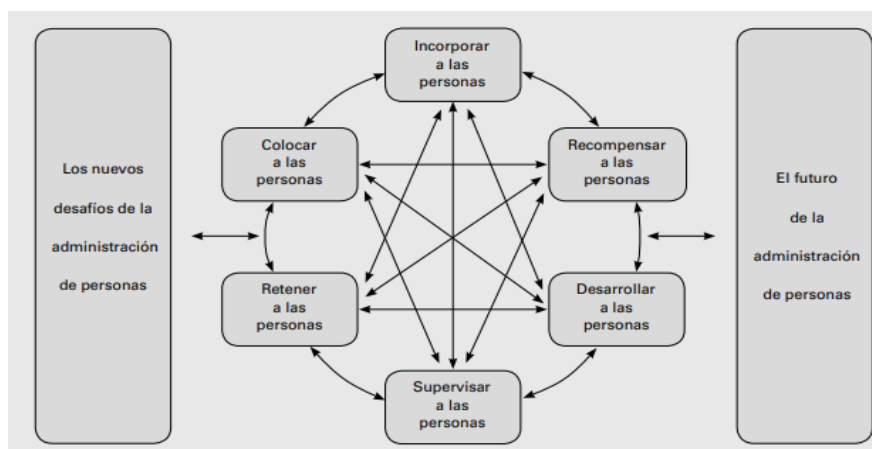 Los nuevos
desafíos de la
administración
de personas
Incorporar
a las
personas
Colocar
a las
personas
Recompensar
a las
personas
Retener
a las
personas
Desarrollar
a las
personas
Supervisar
a las
personas
El futuro
de la
administración
de personas